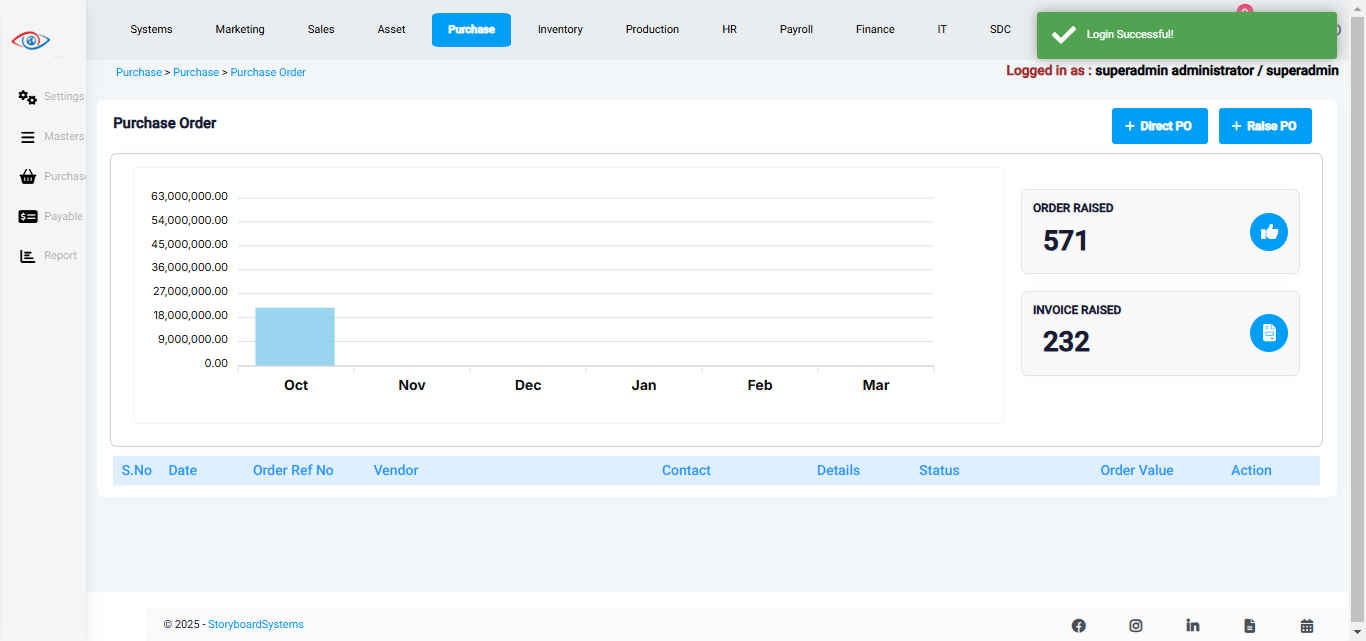 Systems Marketing Sales Asset Purchase Inventory Production HR Payroll Finance IT SDC
Login Successful!
Purchase > Purchase > Purchase Order
Logged in as : superadmin administrator / superadmin
Settings
Masters
Purchase
Payable
Report
Purchase Order
+ Direct PO
+ Raise PO
63,000,000.00
54,000,000.00
45,000,000.00
36,000,000.00
27,000,000.00
18,000,000.00
9,000,000.00
0.00
Oct Nov Dec Jan Feb Mar
ORDER RAISED
571
INVOICE RAISED
232
S.No Date Order Ref No Vendor Contact Details Status Order Value Action
© 2025 - StoryboardSystems